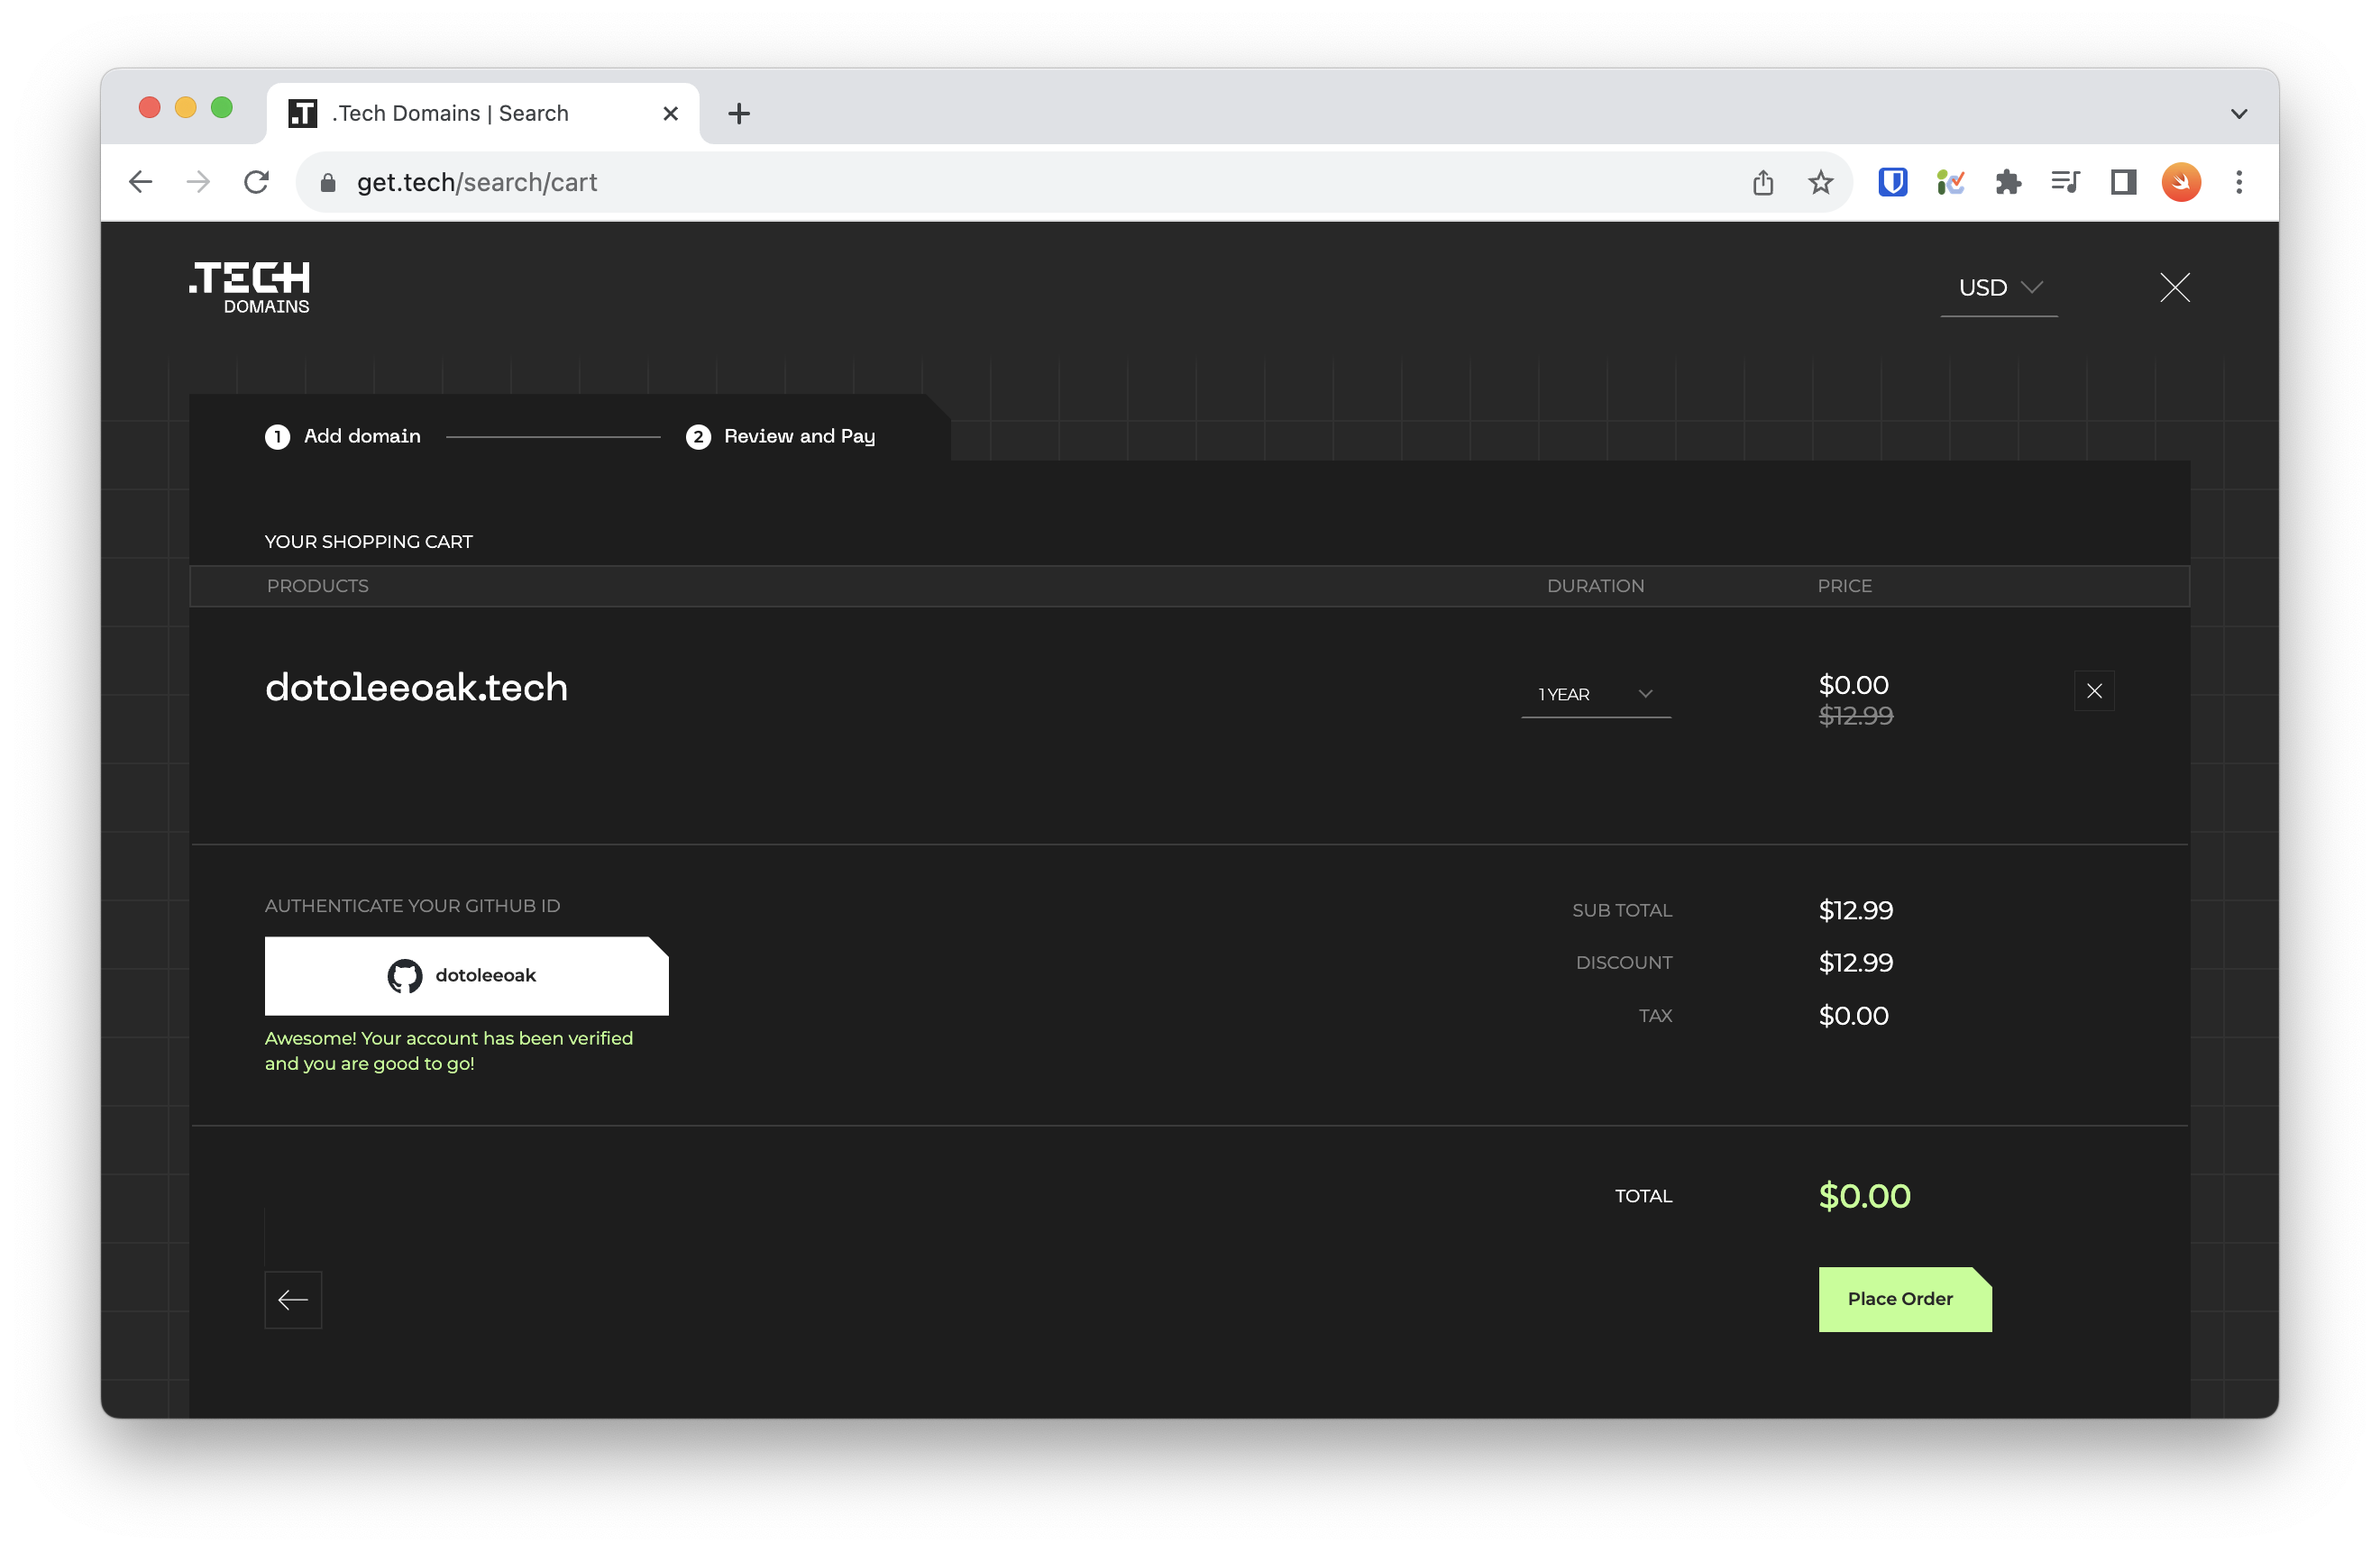 .Tech Domains | Search
get.tech/search/cart
.TECH
DOMAINS
USD
1 Add domain
2 Review and Pay
YOUR SHOPPING CART
PRODUCTS DURATION PRICE
dotoleeoak.tech 1 YEAR $0.00
$12.99
AUTHENTICATE YOUR GITHUB ID
dotoleeoak
Awesome! Your account has been verified
and you are good to go!
SUB TOTAL $12.99
DISCOUNT $12.99
TAX $0.00
TOTAL $0.00
Place Order